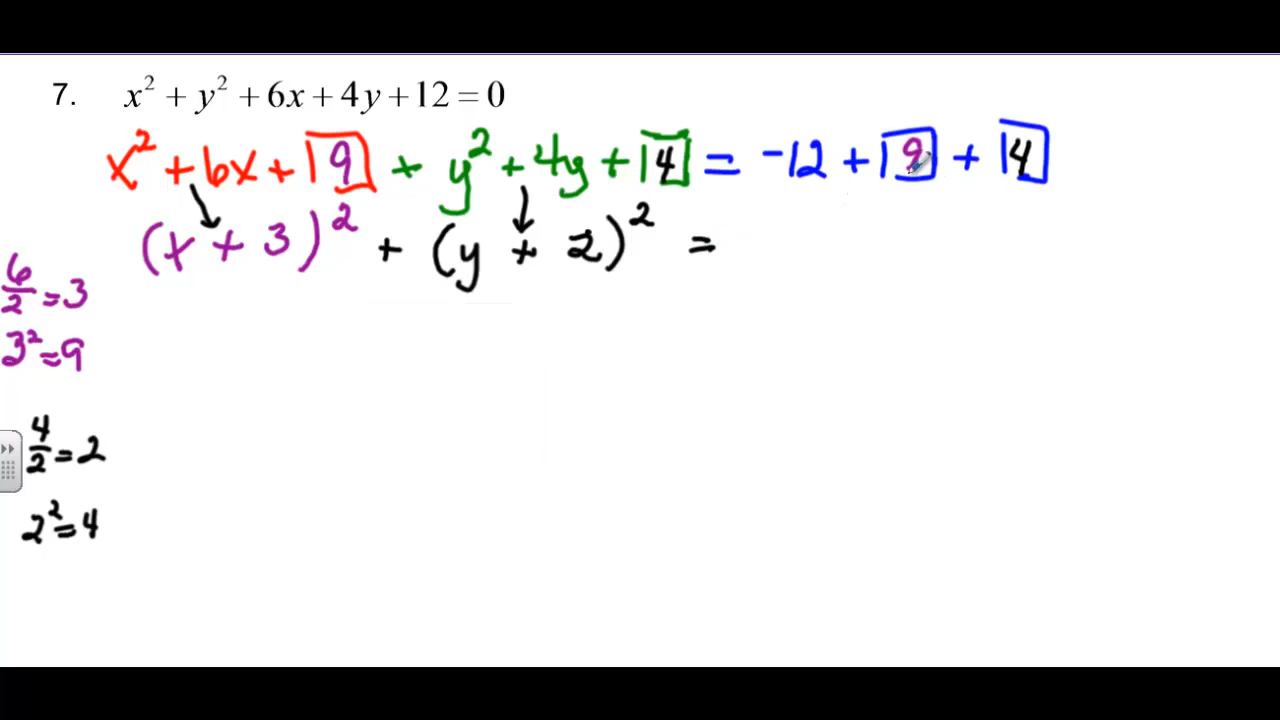 7. x² + y² + 6x + 4y + 12 = 0
x² + 6x + 9 + y² + 4y + 4 = -12 + 9 + 4
(x + 3)² + (y + 2)² =
6/2 = 3
3² = 9
4/2 = 2
2² = 4